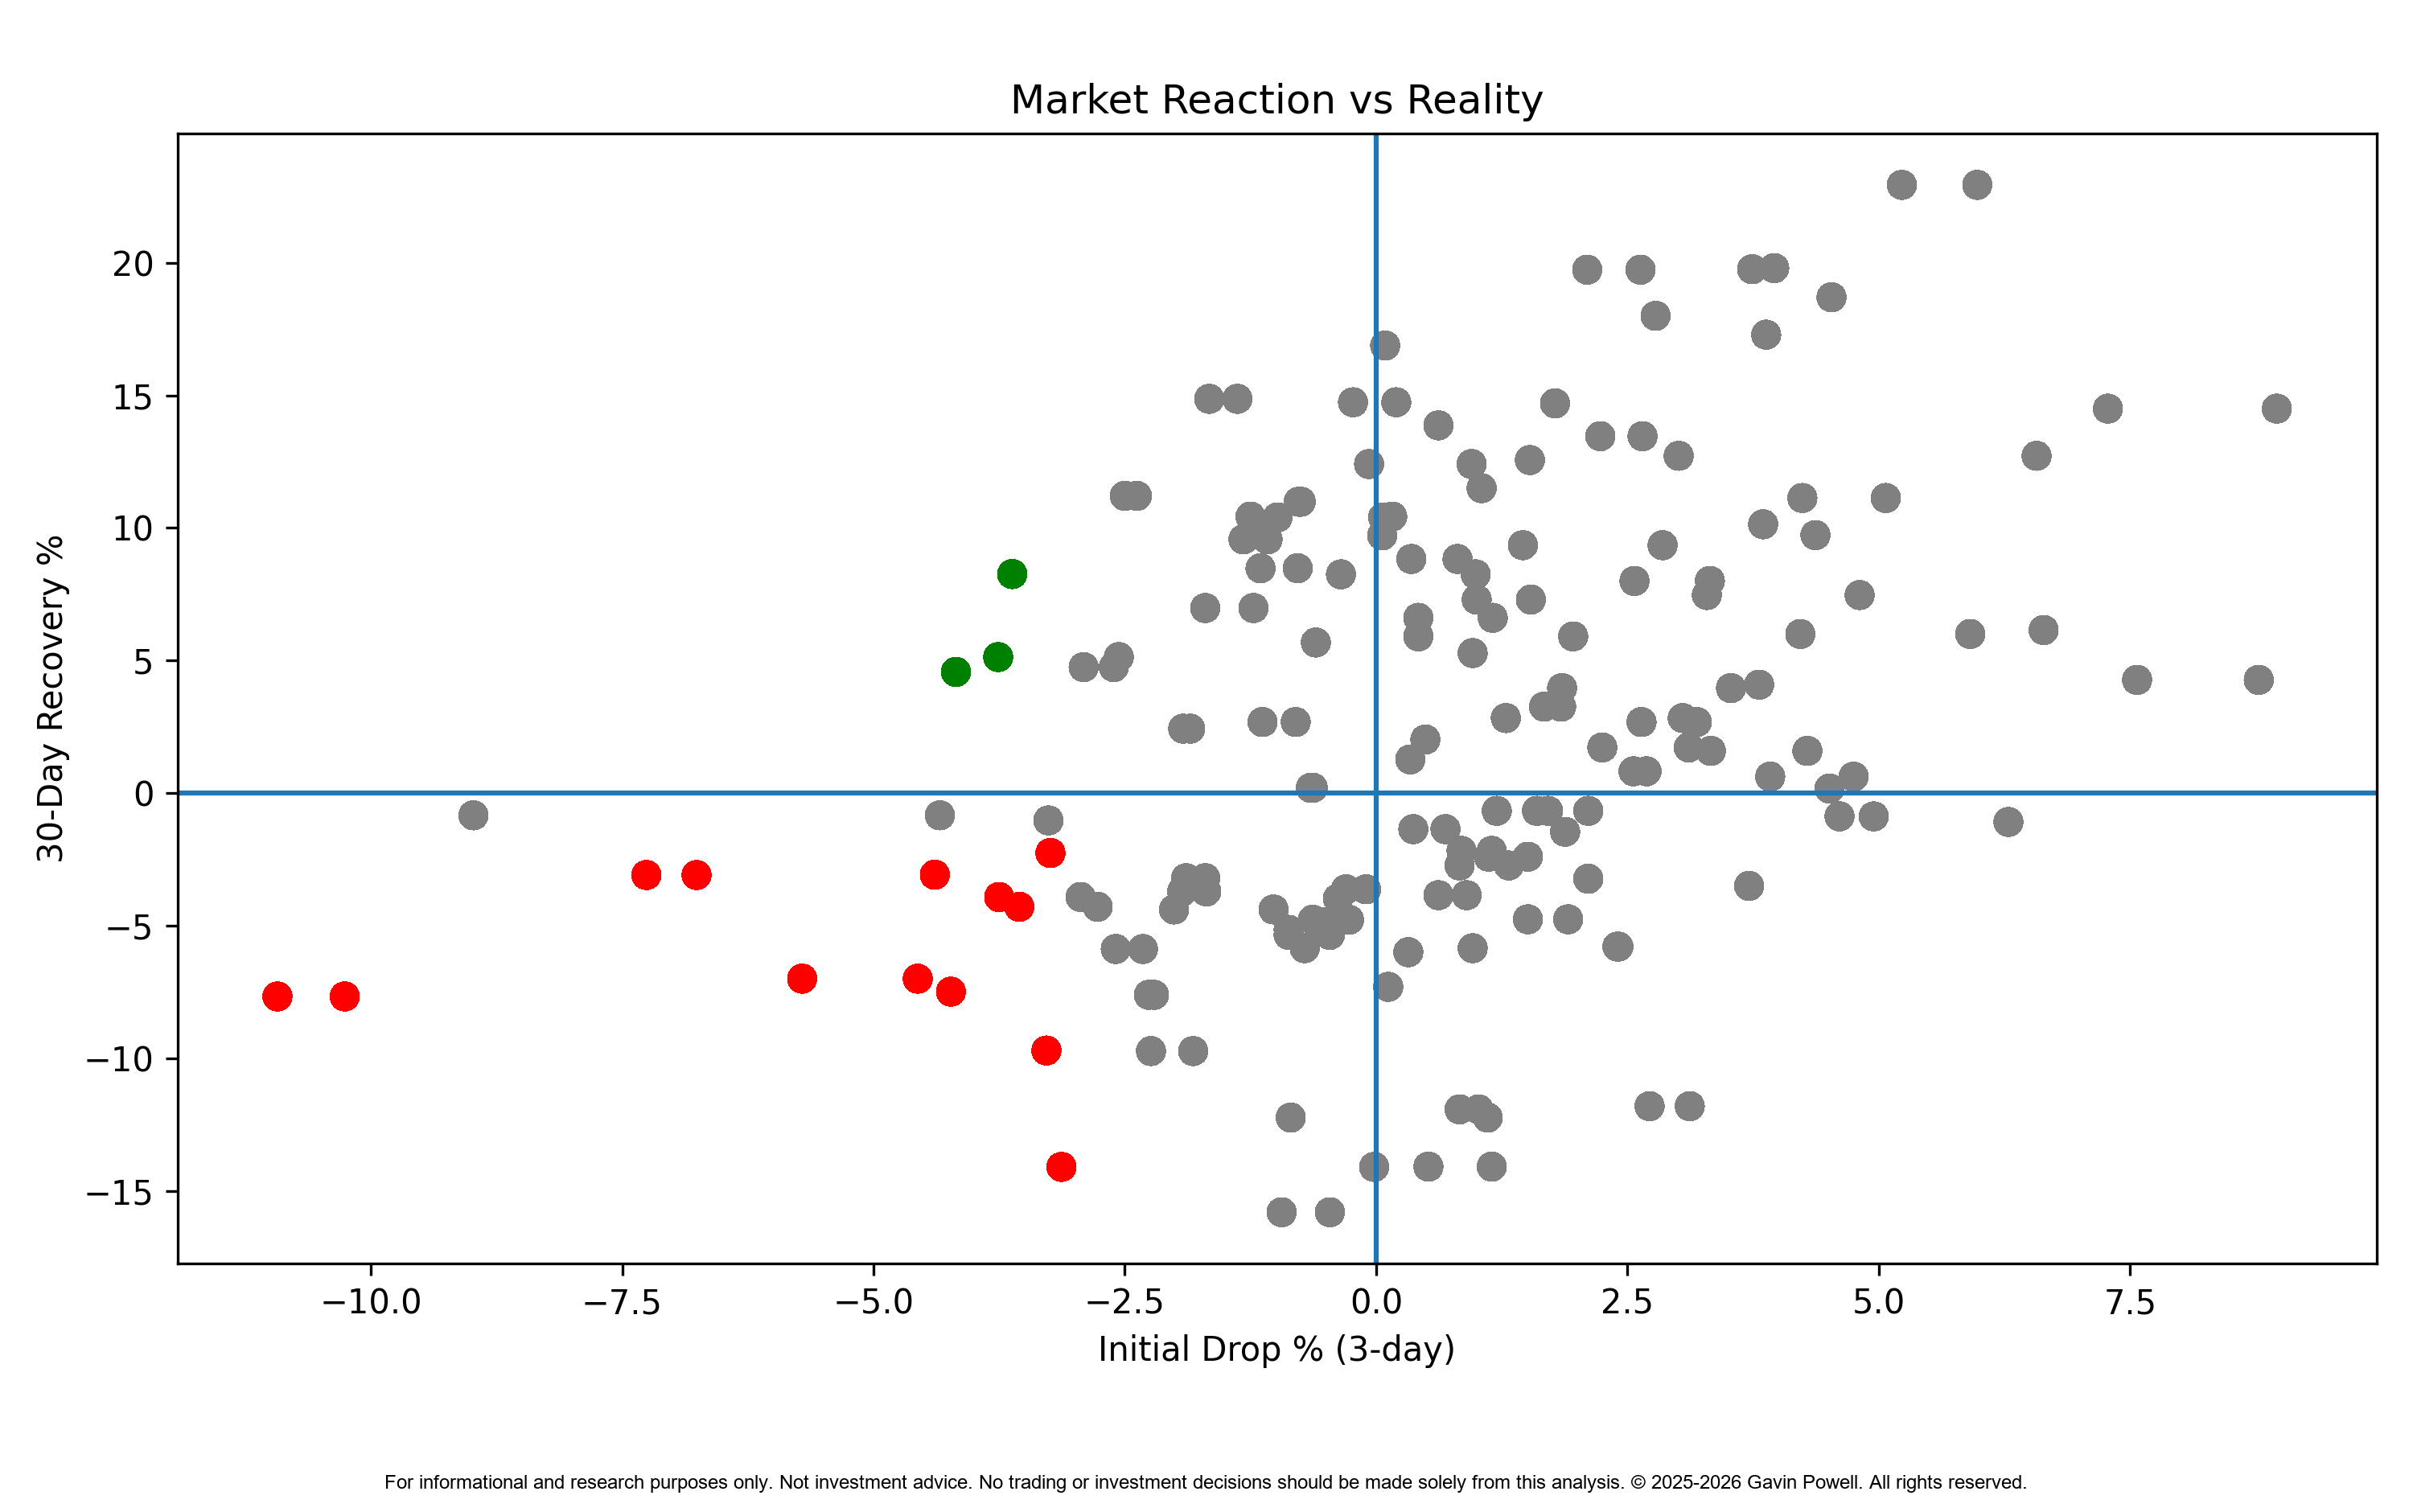 Market Reaction vs Reality
30-Day Recovery %
20
15
10
5
0
−5
−10
−15
−10.0 −7.5 −5.0 −2.5 0.0 2.5 5.0 7.5
Initial Drop % (3-day)
For informational and research purposes only. Not investment advice. No trading or investment decisions should be made solely from this analysis. © 2025-2026 Gavin Powell. All rights reserved.